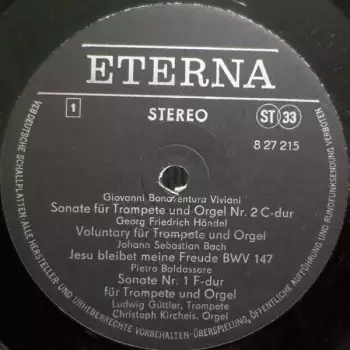 ETERNA
1
STEREO
ST 33
8 27 215
Giovanni Bonaventura Viviani
Sonate für Trompete und Orgel Nr. 2 C-dur
Georg Friedrich Händel
Voluntary für Trompete und Orgel
Johann Sebastian Bach
Jesu bleibet meine Freude BWV 147
Pietro Baldassare
Sonate Nr. 1 F-dur
für Trompete und Orgel
Ludwig Güttler, Trompete
Christoph Kircheis, Orgel
VEB DEUTSCHE SCHALLPLATTEN ALLE HERSTELLER- UND URHEBERRECHTE VORBEHALTEN · ÜBERSPIELUNG, ÖFFENTLICHE AUFFÜHRUNG UND RUNDFUNKSENDUNG VERBOTEN